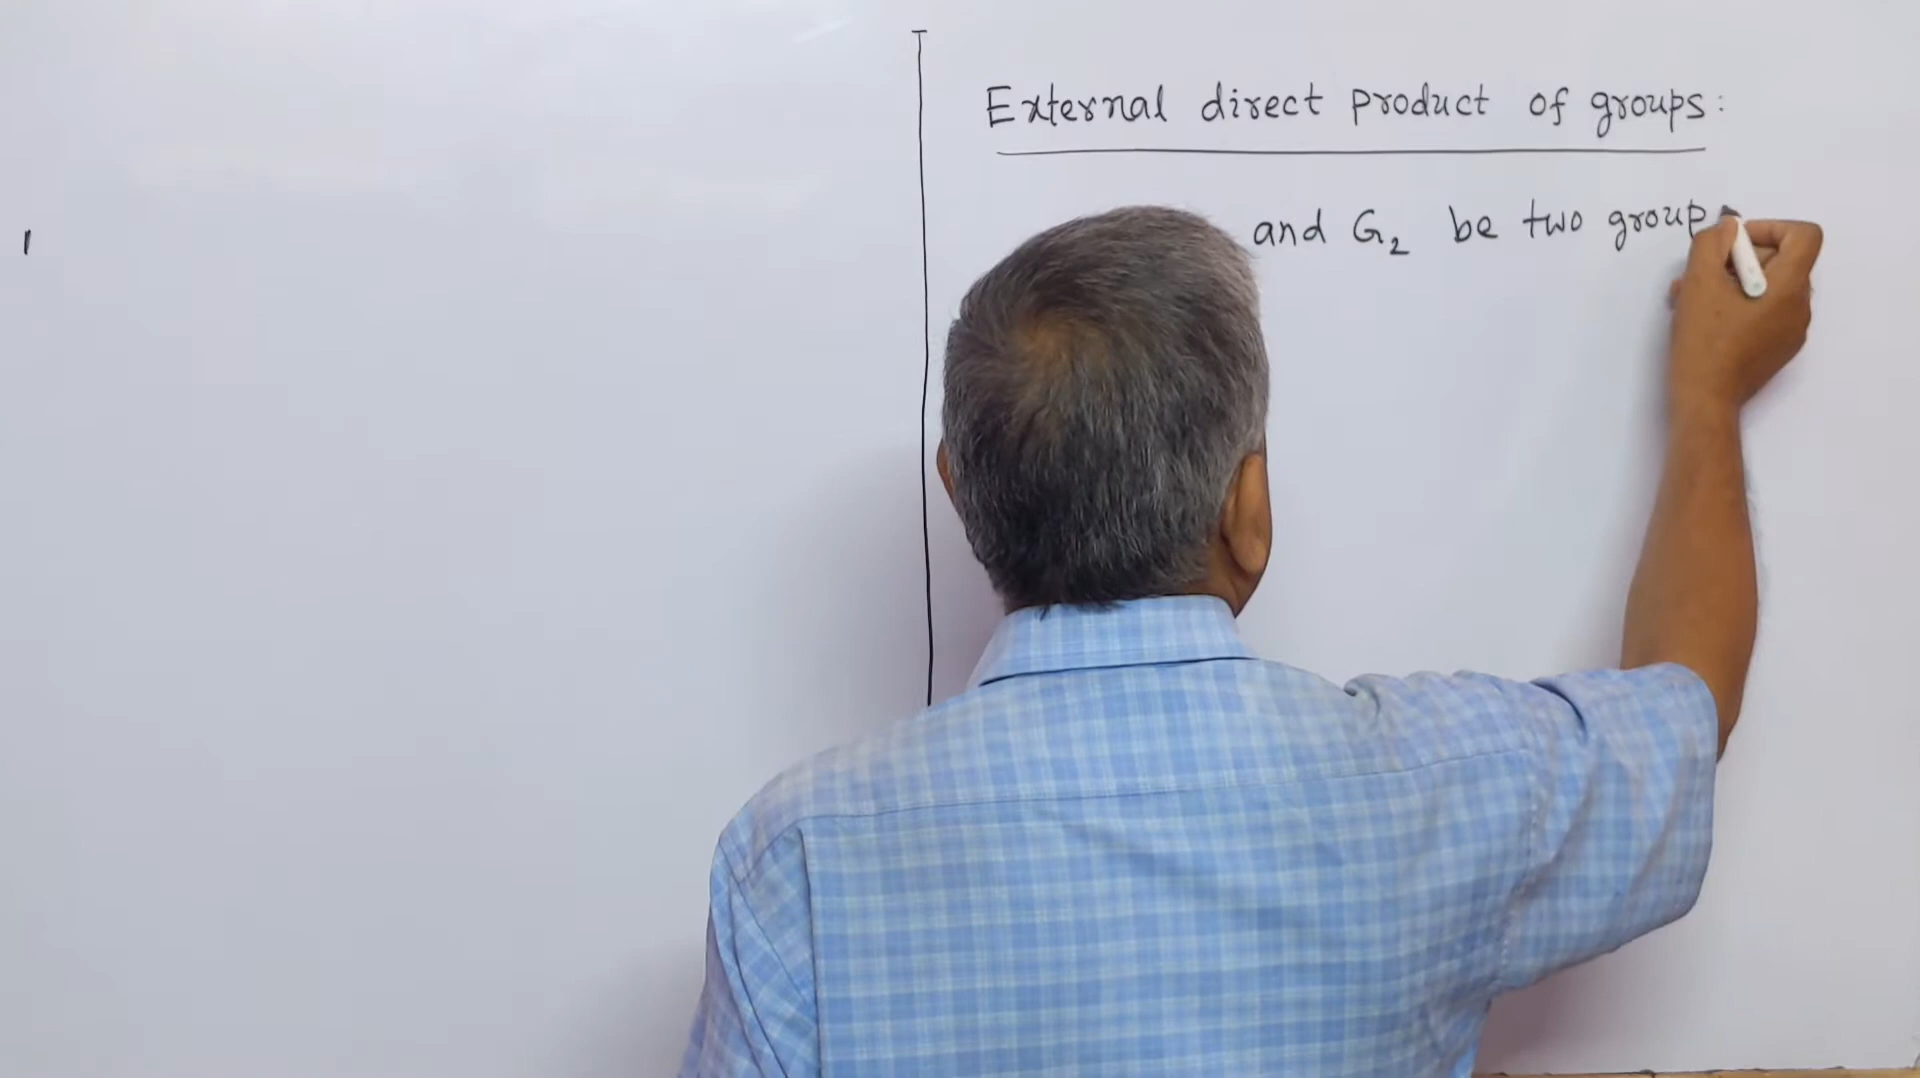 External direct product of groups:
and G₂ be two group